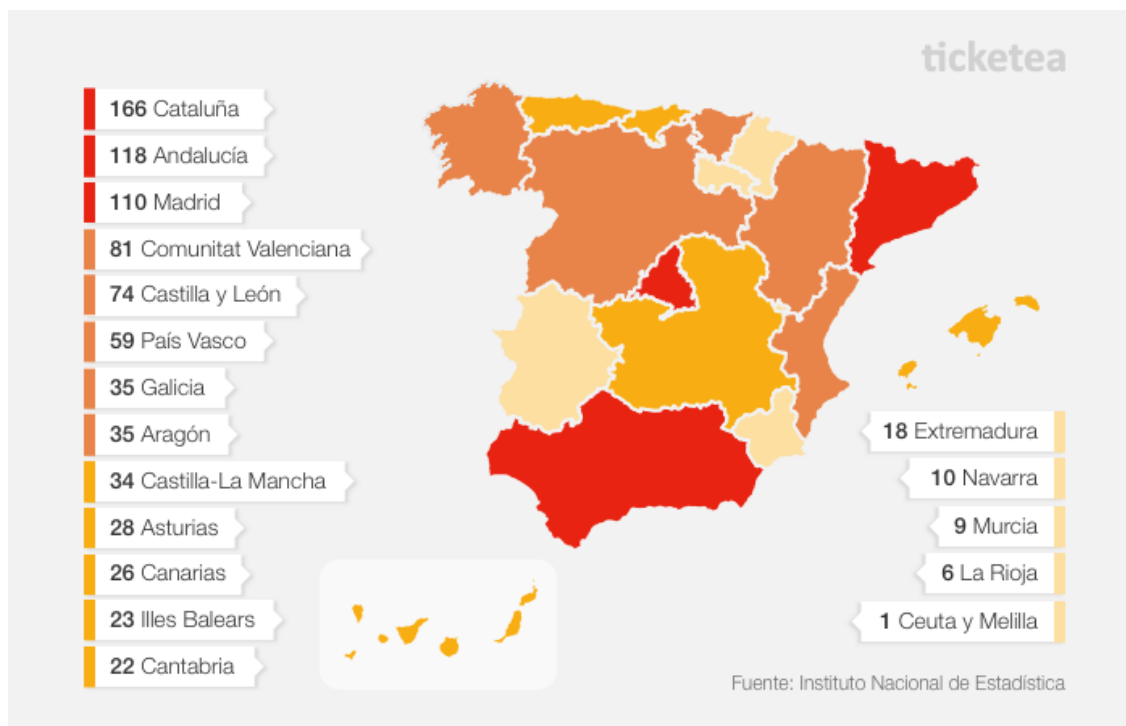 ticketea
166 Cataluña
118 Andalucía
110 Madrid
81 Comunitat Valenciana
74 Castilla y León
59 País Vasco
35 Galicia
35 Aragón
34 Castilla-La Mancha
28 Asturias
26 Canarias
23 Illes Balears
22 Cantabria
18 Extremadura
10 Navarra
9 Murcia
6 La Rioja
1 Ceuta y Melilla
Fuente: Instituto Nacional de Estadística